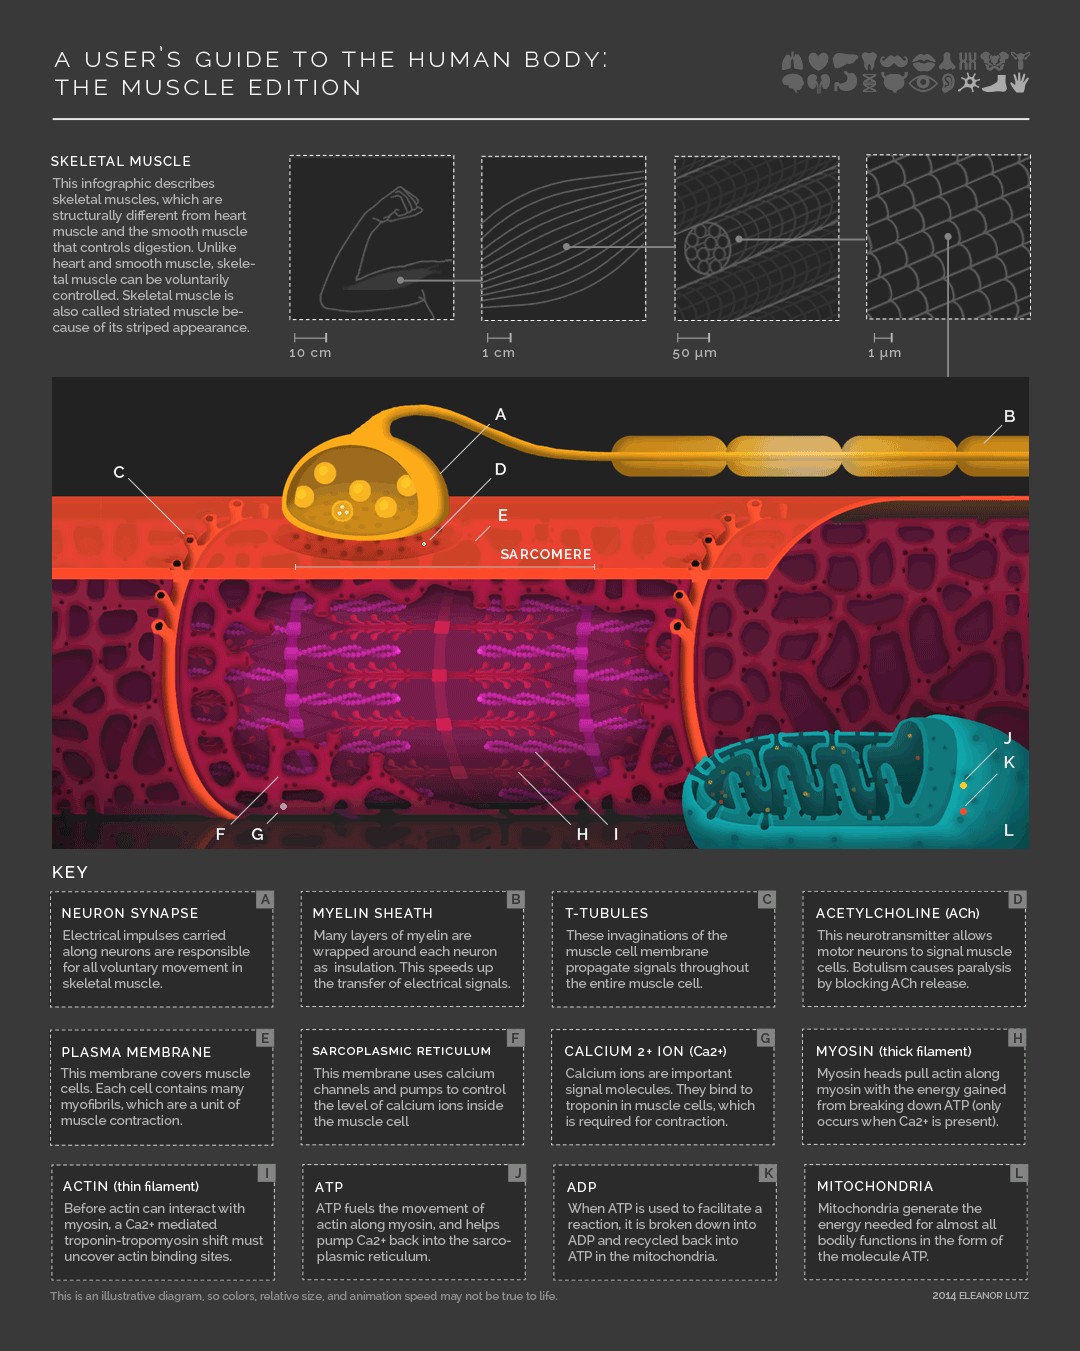 A USER'S GUIDE TO THE HUMAN BODY:
THE MUSCLE EDITION
SKELETAL MUSCLE
This infographic describes
skeletal muscles, which are
structurally different from heart
muscle and the smooth muscle
that controls digestion. Unlike
heart and smooth muscle, skele-
tal muscle can be voluntarily
controlled. Skeletal muscle is
also called striated muscle be-
cause of its striped appearance.
10 cm
1 cm
50 µm
1 µm
A
B
C
D
E
SARCOMERE
F
G
H
I
J
K
L
KEY
A
NEURON SYNAPSE
Electrical impulses carried
along neurons are responsible
for all voluntary movement in
skeletal muscle.
B
MYELIN SHEATH
Many layers of myelin are
wrapped around each neuron
as insulation. This speeds up
the transfer of electrical signals.
C
T-TUBULES
These invaginations of the
muscle cell membrane
propagate signals throughout
the entire muscle cell.
D
ACETYLCHOLINE (ACh)
This neurotransmitter allows
motor neurons to signal muscle
cells. Botulism causes paralysis
by blocking ACh release.
E
PLASMA MEMBRANE
This membrane covers muscle
cells. Each cell contains many
myofibrils, which are a unit of
muscle contraction.
F
SARCOPLASMIC RETICULUM
This membrane uses calcium
channels and pumps to control
the level of calcium ions inside
the muscle cell
G
CALCIUM 2+ ION (Ca2+)
Calcium ions are important
signal molecules. They bind to
troponin in muscle cells, which
is required for contraction.
H
MYOSIN (thick filament)
Myosin heads pull actin along
myosin with the energy gained
from breaking down ATP (only
occurs when Ca2+ is present).
I
ACTIN (thin filament)
Before actin can interact with
myosin, a Ca2+ mediated
troponin-tropomyosin shift must
uncover actin binding sites.
J
ATP
ATP fuels the movement of
actin along myosin, and helps
pump Ca2+ back into the sarco-
plasmic reticulum.
K
ADP
When ATP is used to facilitate a
reaction, it is broken down into
ADP and recycled back into
ATP in the mitochondria.
L
MITOCHONDRIA
Mitochondria generate the
energy needed for almost all
bodily functions in the form of
the molecule ATP.
This is an illustrative diagram, so colors, relative size, and animation speed may not be true to life.
2014 ELEANOR LUTZ